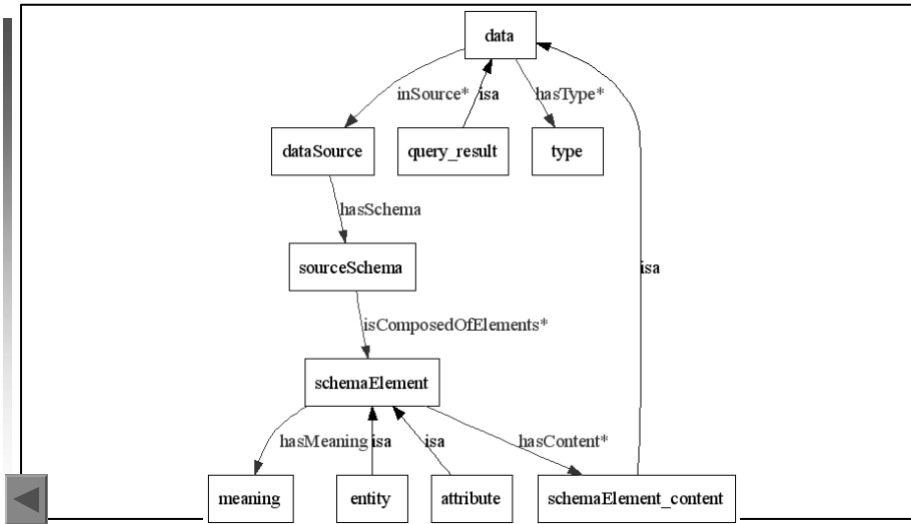 data
inSource*
isa
hasType*
dataSource
query_result
type
hasSchema
sourceSchema
isa
isComposedOfElements*
schemaElement
hasMeaning
isa
isa
hasContent*
meaning
entity
attribute
schemaElement_content